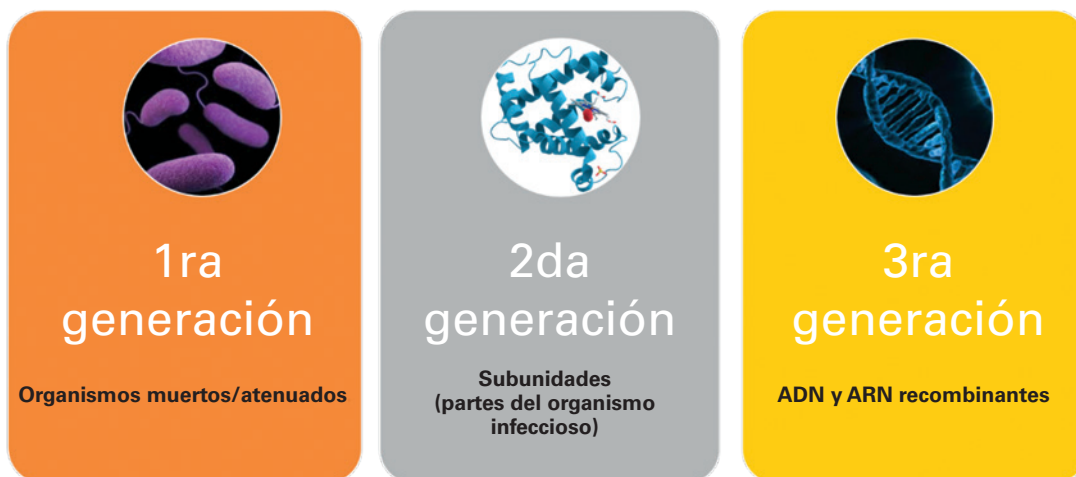 1ra
generación
Organismos muertos/atenuados
2da
generación
Subunidades
(partes del organismo
infeccioso)
3ra
generación
ADN y ARN recombinantes